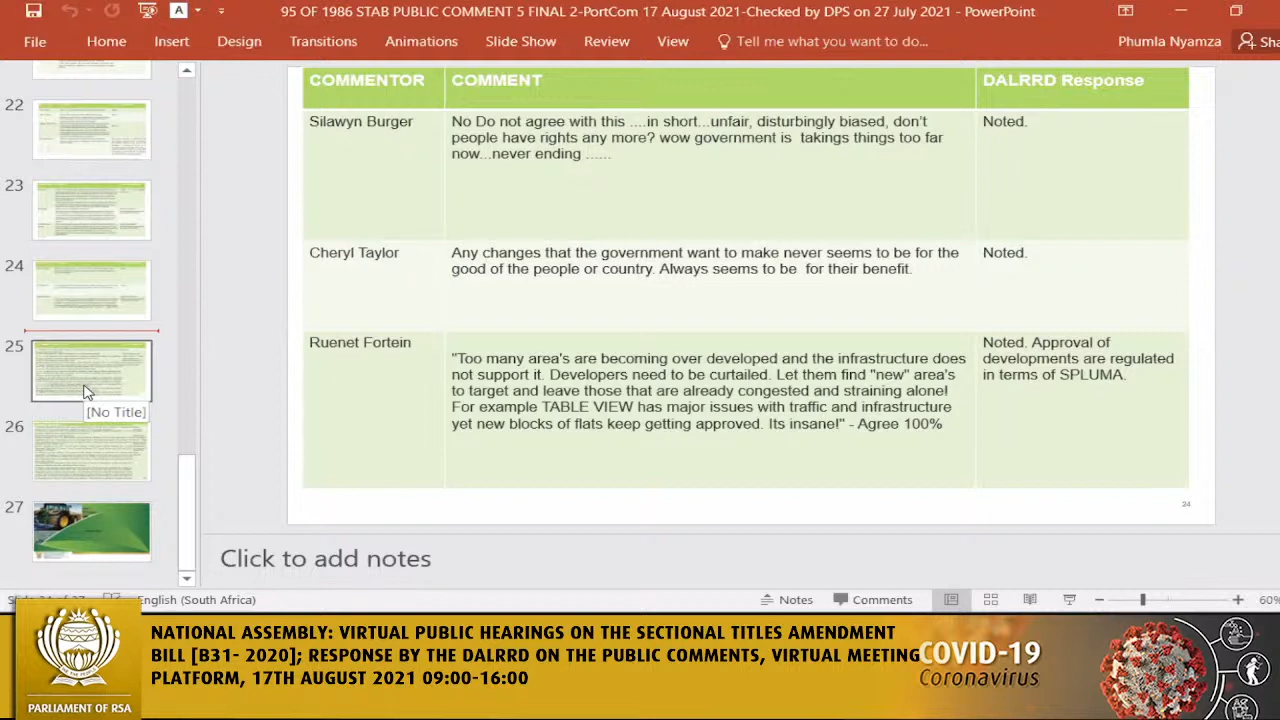 95 OF 1986 STAB PUBLIC COMMENT 5 FINAL 2-PortCom 17 August 2021-Checked by DPS on 27 July 2021 - PowerPoint
File Home Insert Design Transitions Animations Slide Show Review View Tell me what you want to do... Phumla Nyamza Sha
22
23
24
25
[No Title]
26
27
COMMENTOR COMMENT DALRRD Response
Silawyn Burger
No Do not agree with this ....in short...unfair, disturbingly biased, don't
people have rights any more? wow government is takings things too far
now...never ending ......
Noted.
Cheryl Taylor
Any changes that the government want to make never seems to be for the
good of the people or country. Always seems to be for their benefit.
Noted.
Ruenet Fortein
"Too many area's are becoming over developed and the infrastructure does
not support it. Developers need to be curtailed. Let them find "new" area's
to target and leave those that are already congested and straining alone!
For example TABLE VIEW has major issues with traffic and infrastructure
yet new blocks of flats keep getting approved. Its insane!" - Agree 100%
Noted. Approval of
developments are regulated
in terms of SPLUMA.
24
Click to add notes
English (South Africa) Notes Comments 60%
NATIONAL ASSEMBLY: VIRTUAL PUBLIC HEARINGS ON THE SECTIONAL TITLES AMENDMENT
BILL [B31- 2020]; RESPONSE BY THE DALRRD ON THE PUBLIC COMMENTS, VIRTUAL MEETING
PLATFORM, 17TH AUGUST 2021 09:00-16:00
PARLIAMENT OF RSA
COVID-19
Coronavirus